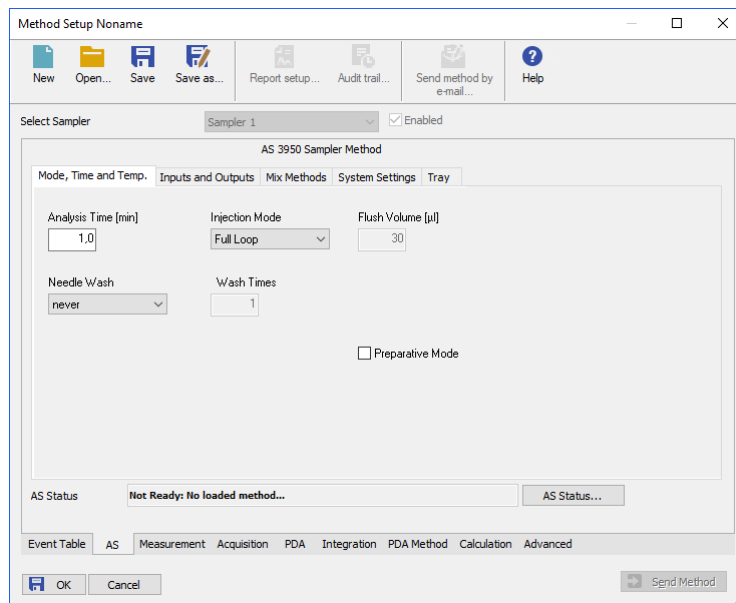 Method Setup Noname
New Open... Save Save as... Report setup... Audit trail... Send method by e-mail... Help
Select Sampler Sampler 1 Enabled
AS 3950 Sampler Method
Mode, Time and Temp. Inputs and Outputs Mix Methods System Settings Tray
Analysis Time [min] Injection Mode Flush Volume [µl]
1,0 Full Loop 30
Needle Wash Wash Times
never 1
Preparative Mode
AS Status Not Ready: No loaded method... AS Status...
Event Table AS Measurement Acquisition PDA Integration PDA Method Calculation Advanced
OK Cancel Send Method